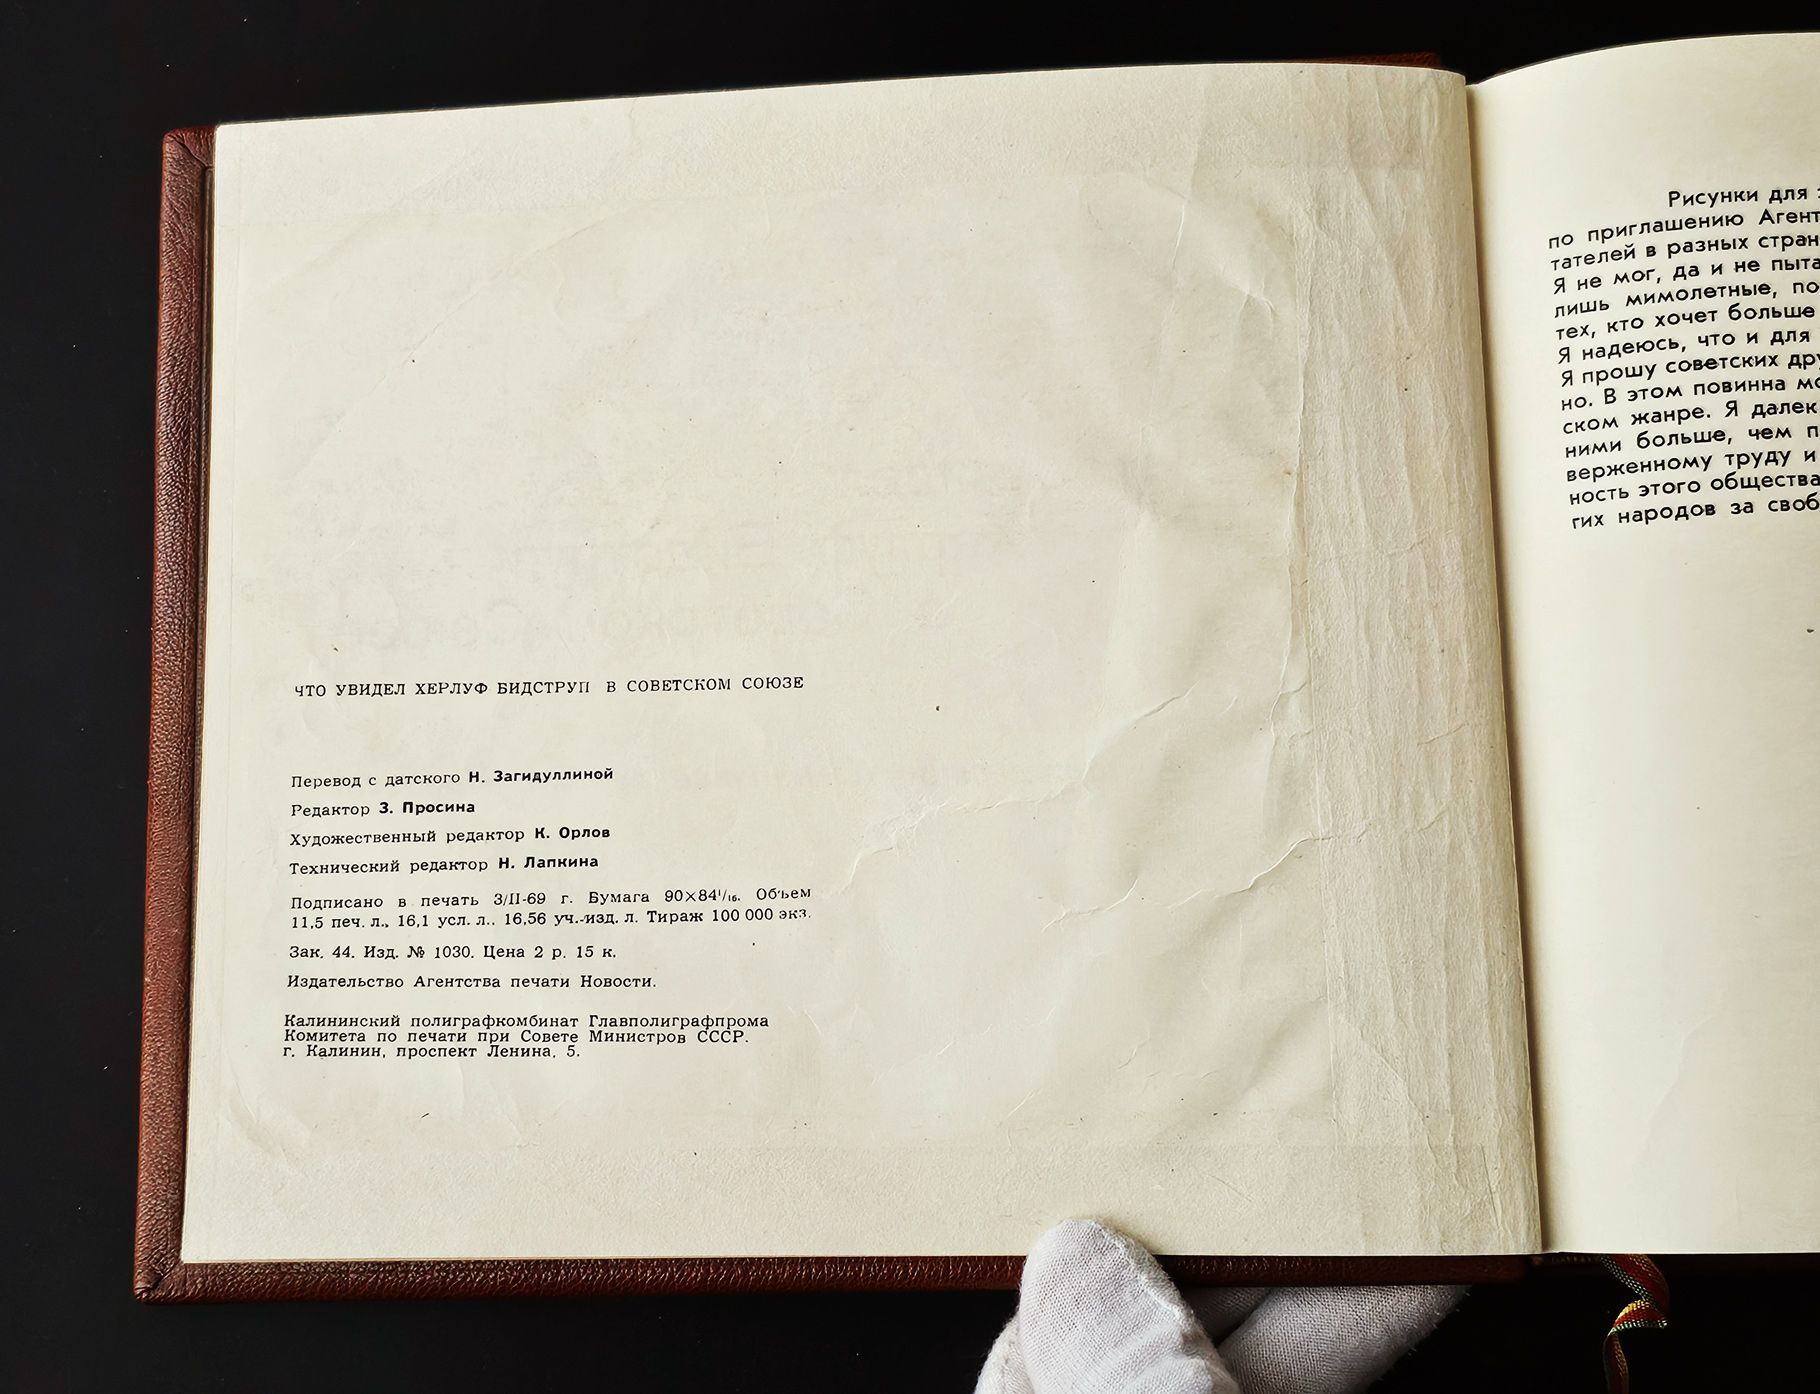 ЧТО УВИДЕЛ ХЕРЛУФ БИДСТРУП В СОВЕТСКОМ СОЮЗЕ
Перевод с датского Н. Загидуллиной
Редактор З. Просина
Художественный редактор К. Орлов
Технический редактор Н. Лапкина
Подписано в печать 3/II-69 г. Бумага 90×84¹/₁₆. Объем
11,5 печ. л., 16,1 усл. л., 16,56 уч.-изд. л. Тираж 100 000 экз.
Зак. 44. Изд. № 1030. Цена 2 р. 15 к.
Издательство Агентства печати Новости.
Калининский полиграфкомбинат Главполиграфпрома
Комитета по печати при Совете Министров СССР.
г. Калинин, проспект Ленина, 5.
Рисунки для
по приглашению Агент
тателей в разных стран
Я не мог, да и не пыта
лишь мимолетные, по
тех, кто хочет больше
Я надеюсь, что и для
Я прошу советских дру
но. В этом повинна мо
ском жанре. Я далек
ними больше, чем п
верженному труду и
ность этого общества
гих народов за своб